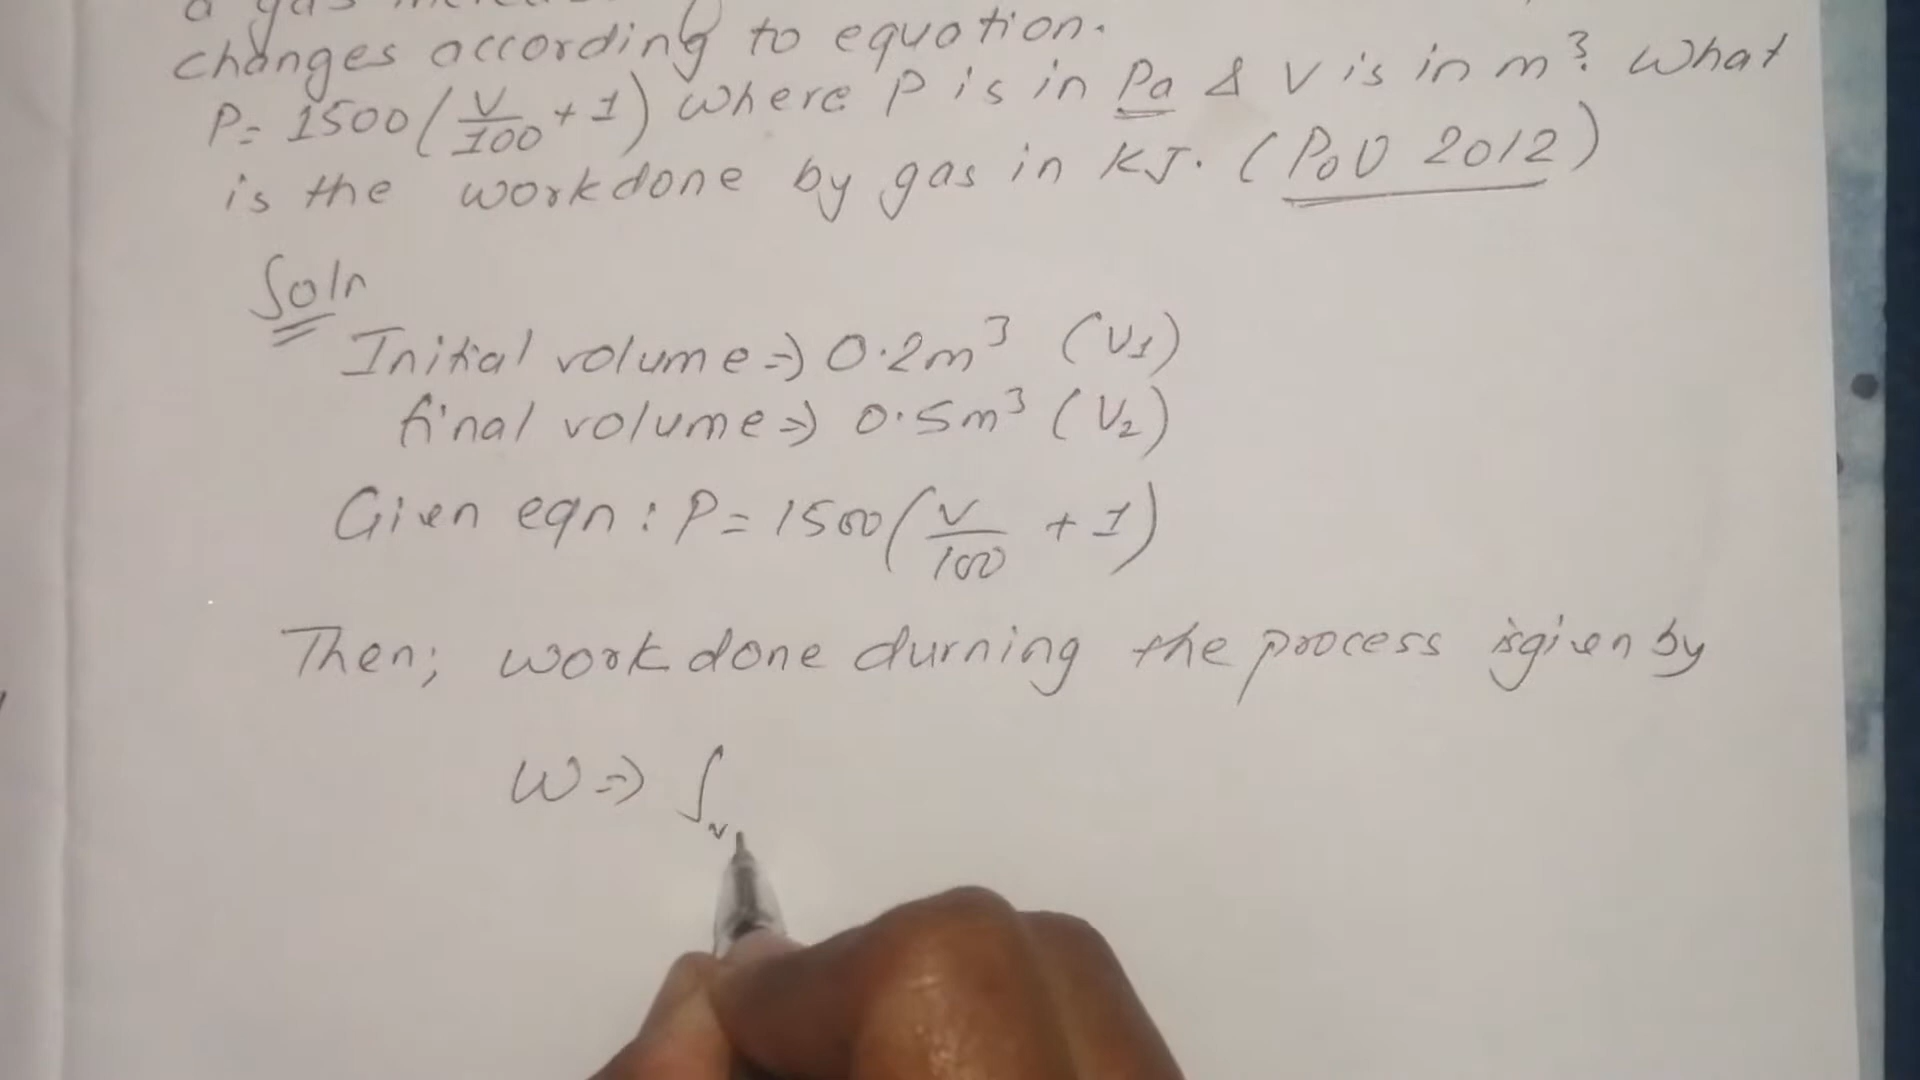 a gas
changes according to equation.
P= 1500(V/100 + 1) where P is in Pa & V is in m³. What
is the workdone by gas in KJ. (PoU 2012)
Soln
Initial volume => 0.2m³ (V1)
final volume => 0.5m³ (V2)
Given eqn : P = 1500(V/100 + 1)
Then; workdone durning the process is given by
W => ∫v